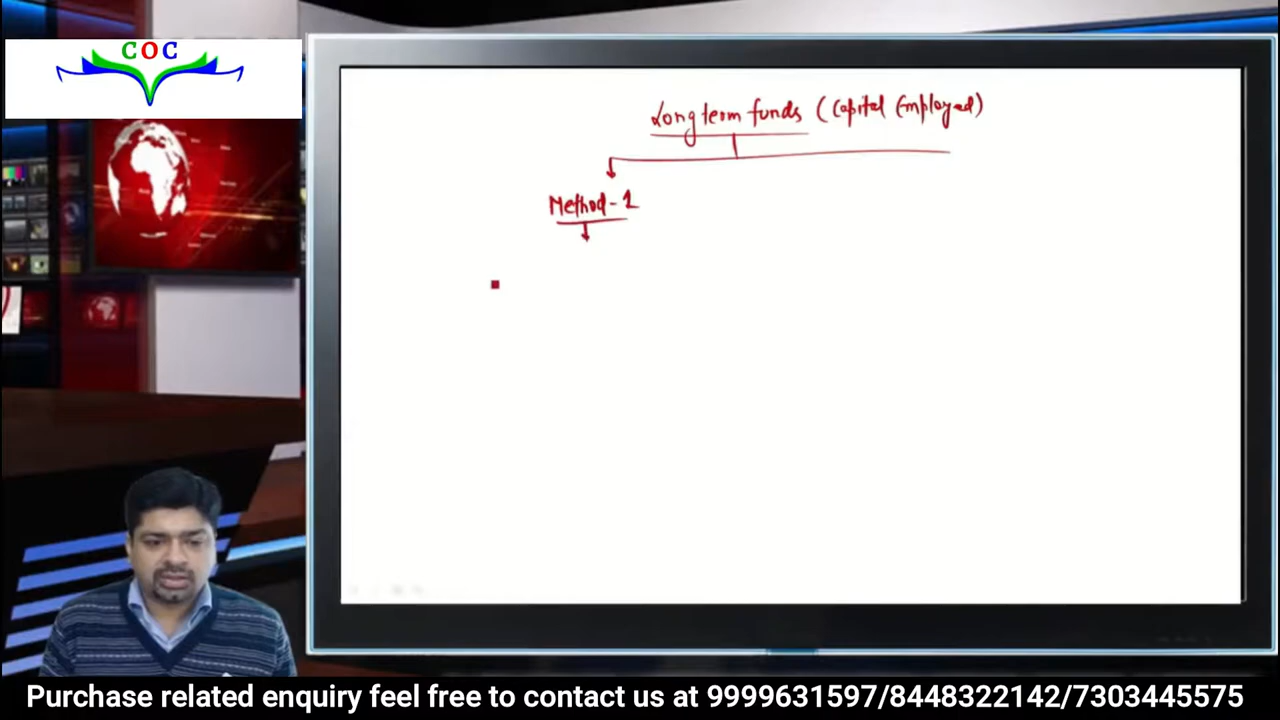 COC
Long term funds (Capital Employed)
Method-1
Purchase related enquiry feel free to contact us at 9999631597/8448322142/7303445575